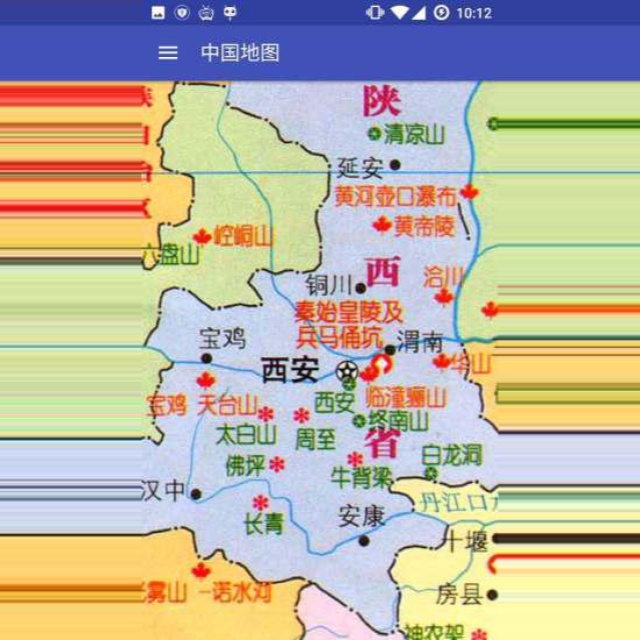 10:12
中国地图
陕
清凉山
延安
黄河壶口瀑布
黄帝陵
崆峒山
六盘山
西
洽川
铜川
秦始皇陵及
兵马俑坑
渭南
宝鸡
华山
西安
临潼骊山
宝鸡 天台山
西安
终南山
太白山
周至
省
白龙洞
佛坪
牛背梁
汉中
丹江口
长青
安康
十堰
雾山
诺水河
房县
神农架